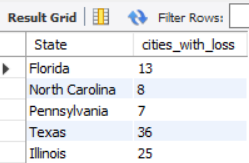 Result Grid Filter Rows:
State cities_with_loss
Florida 13
North Carolina 8
Pennsylvania 7
Texas 36
Illinois 25